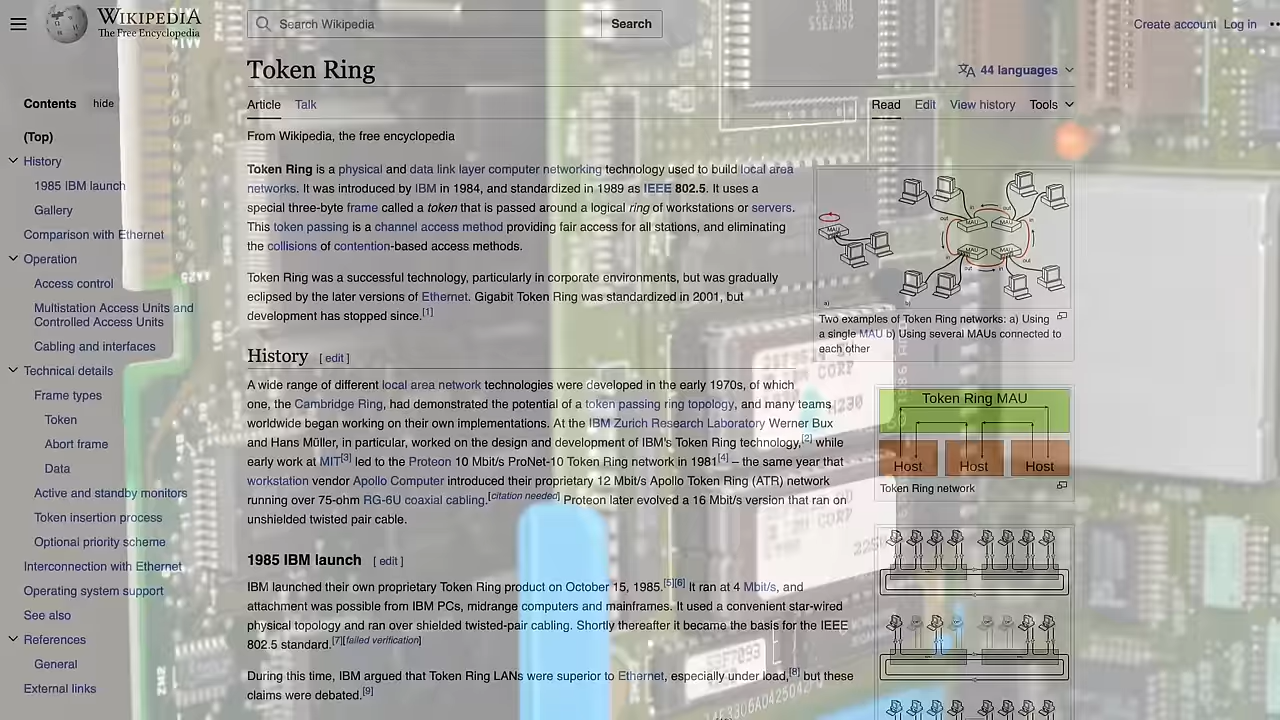 WIKIPEDIA
The Free Encyclopedia
Search Wikipedia
Search
Create account Log in
Token Ring
44 languages
Contents hide
Article Talk
Read Edit View history Tools
(Top)
History
1985 IBM launch
Gallery
Comparison with Ethernet
Operation
Access control
Multistation Access Units and
Controlled Access Units
Cabling and interfaces
Technical details
Frame types
Token
Abort frame
Data
Active and standby monitors
Token insertion process
Optional priority scheme
Interconnection with Ethernet
Operating system support
See also
References
General
External links
From Wikipedia, the free encyclopedia
Token Ring is a physical and data link layer computer networking technology used to build local area
networks. It was introduced by IBM in 1984, and standardized in 1989 as IEEE 802.5. It uses a
special three-byte frame called a token that is passed around a logical ring of workstations or servers.
This token passing is a channel access method providing fair access for all stations, and eliminating
the collisions of contention-based access methods.
Token Ring was a successful technology, particularly in corporate environments, but was gradually
eclipsed by the later versions of Ethernet. Gigabit Token Ring was standardized in 2001, but
development has stopped since.[1]
History [ edit ]
A wide range of different local area network technologies were developed in the early 1970s, of which
one, the Cambridge Ring, had demonstrated the potential of a token passing ring topology, and many teams
worldwide began working on their own implementations. At the IBM Zurich Research Laboratory Werner Bux
and Hans Müller, in particular, worked on the design and development of IBM's Token Ring technology,[2] while
early work at MIT[3] led to the Proteon 10 Mbit/s ProNet-10 Token Ring network in 1981[4] – the same year that
workstation vendor Apollo Computer introduced their proprietary 12 Mbit/s Apollo Token Ring (ATR) network
running over 75-ohm RG-6U coaxial cabling.[citation needed] Proteon later evolved a 16 Mbit/s version that ran on
unshielded twisted pair cable.
1985 IBM launch [ edit ]
IBM launched their own proprietary Token Ring product on October 15, 1985.[5][6] It ran at 4 Mbit/s, and
attachment was possible from IBM PCs, midrange computers and mainframes. It used a convenient star-wired
physical topology and ran over shielded twisted-pair cabling. Shortly thereafter it became the basis for the IEEE
802.5 standard.[7][failed verification]
During this time, IBM argued that Token Ring LANs were superior to Ethernet, especially under load,[8] but these
claims were debated.[9]
MAU
in
out
MAU MAU
in
out
MAU MAU
in
out
out
in
a)
b)
Two examples of Token Ring networks: a) Using
a single MAU b) Using several MAUs connected to
each other
Token Ring MAU
Host Host Host
Token Ring network
CORP
CORP